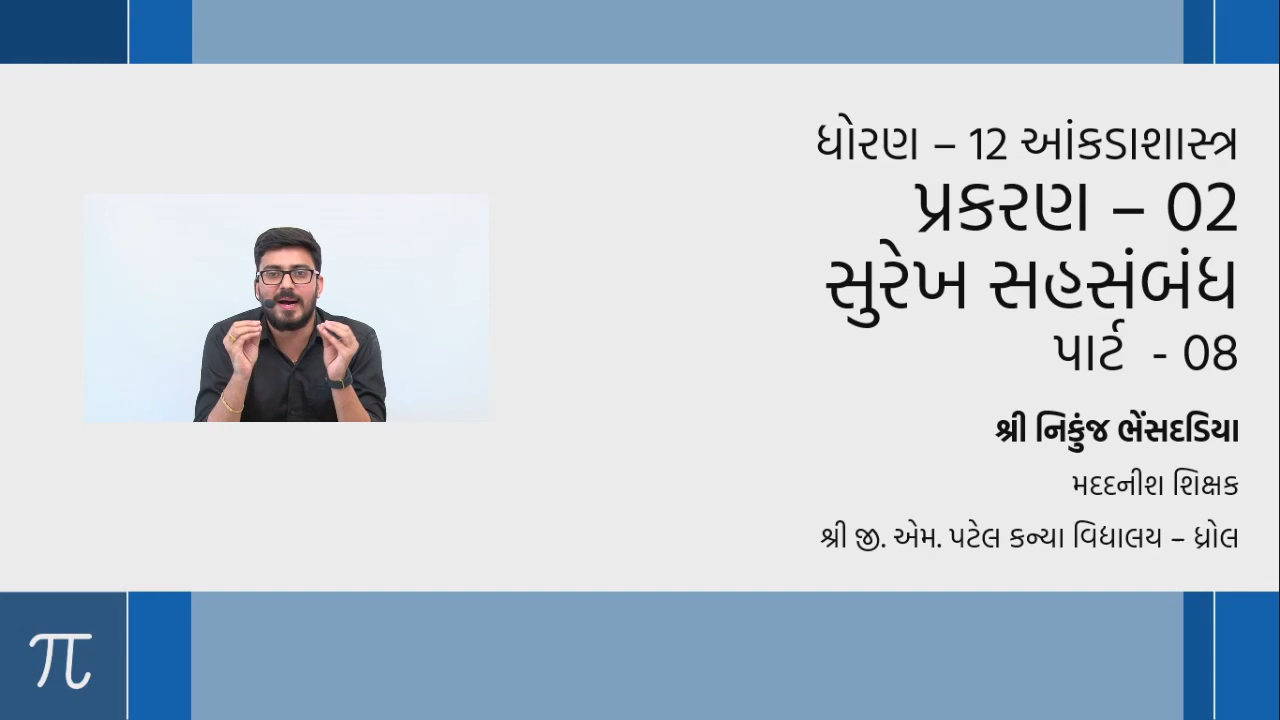 ધોરણ – 12 આંકડાશાસ્ત્ર
પ્રકરણ – 02
સુરેખ સહસંબંધ
પાર્ટ - 08
શ્રી નિકુંજ ભેંસદડિયા
મદદનીશ શિક્ષક
શ્રી જી. એમ. પટેલ કન્યા વિદ્યાલય – ધ્રોલ
π